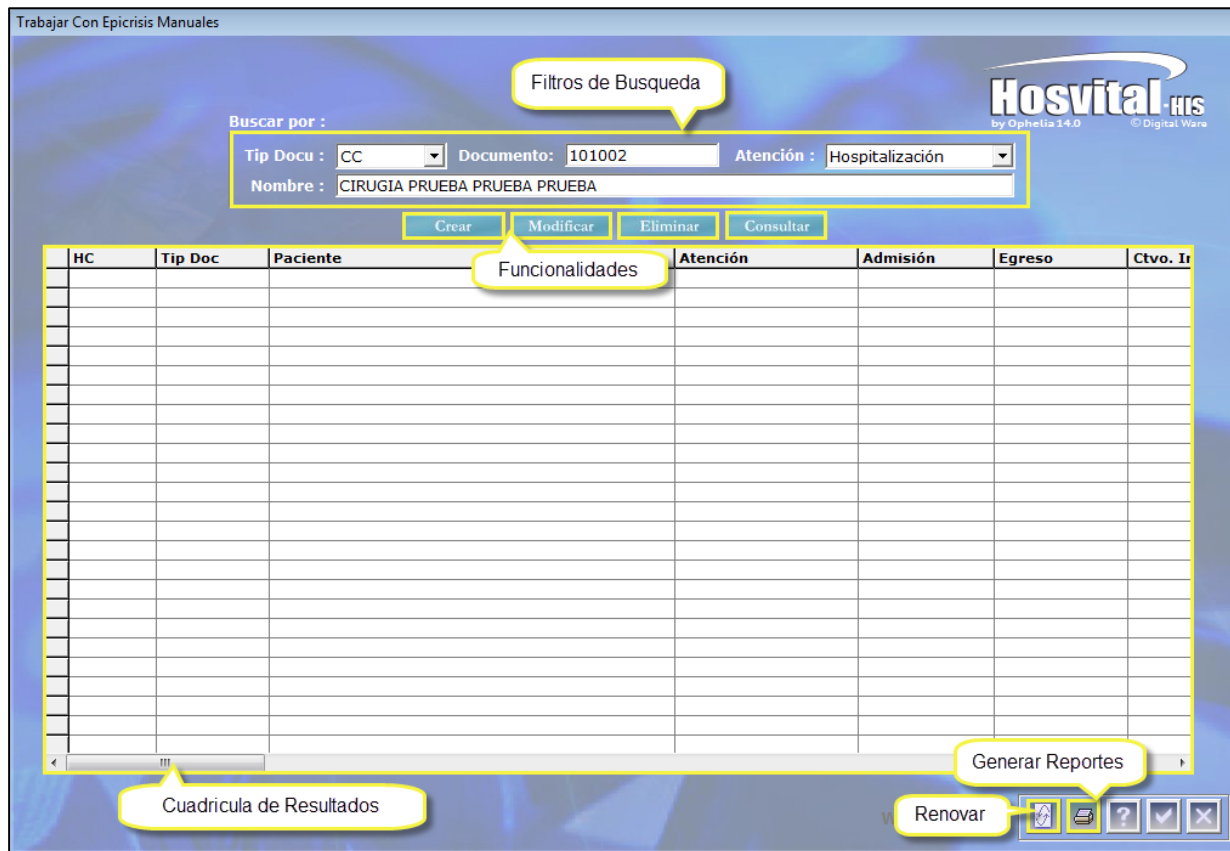 Trabajar Con Epicrisis Manuales
Filtros de Busqueda
Hosvital-HIS
by Ophelia 14.0 © Digital Ware
Buscar por :
Tip Docu : CC Documento: 101002 Atención : Hospitalización
Nombre : CIRUGIA PRUEBA PRUEBA PRUEBA
Crear Modificar Eliminar Consultar
HC Tip Doc Paciente Atención Admisión Egreso Ctvo.
Funcionalidades
Generar Reportes
Cuadricula de Resultados
Renovar
?